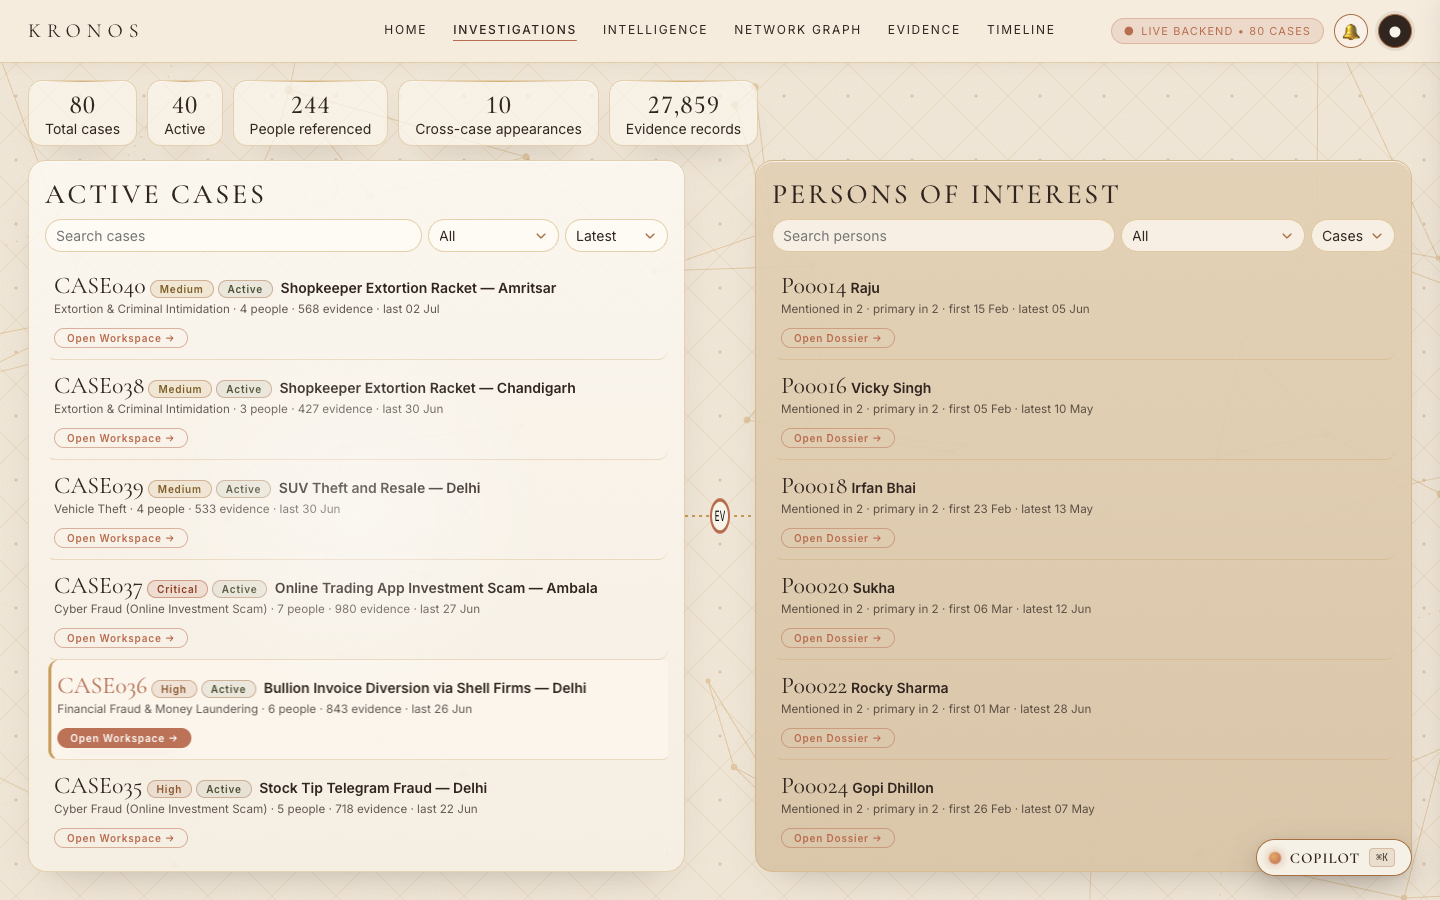 KRONOS
HOME INVESTIGATIONS INTELLIGENCE NETWORK GRAPH EVIDENCE TIMELINE
LIVE BACKEND • 80 CASES
80
Total cases
40
Active
244
People referenced
10
Cross-case appearances
27,859
Evidence records
ACTIVE CASES
Search cases
All
Latest
CASE040 Medium Active Shopkeeper Extortion Racket — Amritsar
Extortion & Criminal Intimidation · 4 people · 568 evidence · last 02 Jul
Open Workspace →
CASE038 Medium Active Shopkeeper Extortion Racket — Chandigarh
Extortion & Criminal Intimidation · 3 people · 427 evidence · last 30 Jun
Open Workspace →
CASE039 Medium Active SUV Theft and Resale — Delhi
Vehicle Theft · 4 people · 533 evidence · last 30 Jun
Open Workspace →
CASE037 Critical Active Online Trading App Investment Scam — Ambala
Cyber Fraud (Online Investment Scam) · 7 people · 980 evidence · last 27 Jun
Open Workspace →
CASE036 High Active Bullion Invoice Diversion via Shell Firms — Delhi
Financial Fraud & Money Laundering · 6 people · 843 evidence · last 26 Jun
Open Workspace →
CASE035 High Active Stock Tip Telegram Fraud — Delhi
Cyber Fraud (Online Investment Scam) · 5 people · 718 evidence · last 22 Jun
Open Workspace →
EV
PERSONS OF INTEREST
Search persons
All
Cases
P00014 Raju
Mentioned in 2 · primary in 2 · first 15 Feb · latest 05 Jun
Open Dossier →
P00016 Vicky Singh
Mentioned in 2 · primary in 2 · first 05 Feb · latest 10 May
Open Dossier →
P00018 Irfan Bhai
Mentioned in 2 · primary in 2 · first 23 Feb · latest 13 May
Open Dossier →
P00020 Sukha
Mentioned in 2 · primary in 2 · first 06 Mar · latest 12 Jun
Open Dossier →
P00022 Rocky Sharma
Mentioned in 2 · primary in 2 · first 01 Mar · latest 28 Jun
Open Dossier →
P00024 Gopi Dhillon
Mentioned in 2 · primary in 2 · first 26 Feb · latest 07 May
Open Dossier →
COPILOT ⌘K